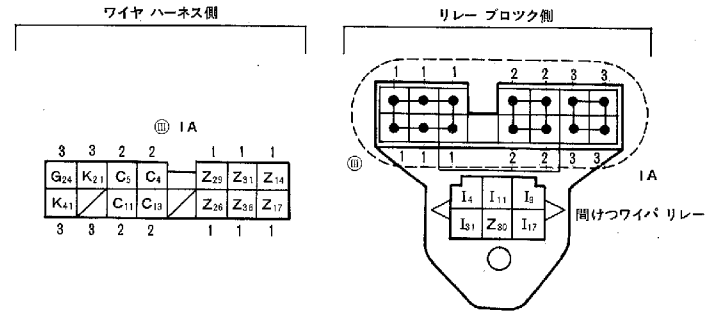 ワイヤ ハーネス側
リレー ブロツク側
Ⅲ IA
3 3 2 2 1 1 1
G24 K21 C5 C4 Z29 Z31 Z14
K41 C11 C13 Z26 Z36 Z17
3 3 2 2 1 1 1
1 1 1 2 2 3 3
1 1 1 2 2 3 3
Ⅲ
IA
I4 I11 I9
I31 Z30 I17
間けつワイパ リレー